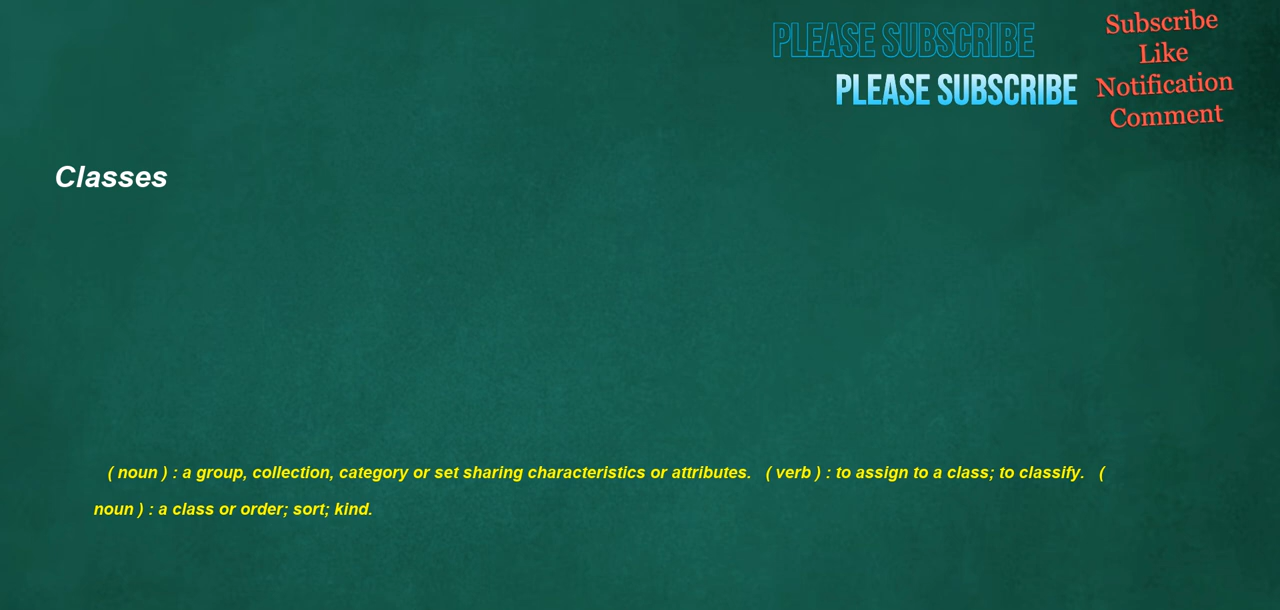 PLEASE SUBSCRIBE
PLEASE SUBSCRIBE
Subscribe
Like
Notification
Comment
Classes
( noun ) : a group, collection, category or set sharing characteristics or attributes. ( verb ) : to assign to a class; to classify. (
noun ) : a class or order; sort; kind.